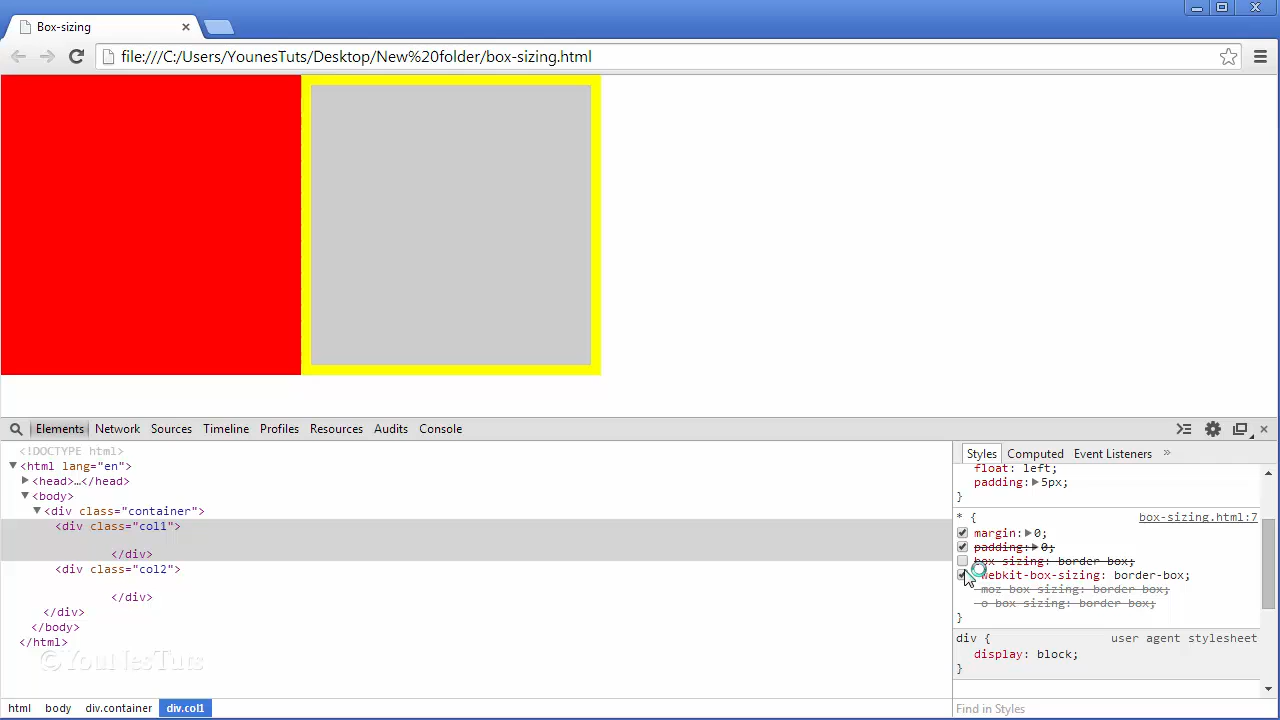 Box-sizing
file:///C:/Users/YounesTuts/Desktop/New%20folder/box-sizing.html
Elements Network Sources Timeline Profiles Resources Audits Console
<!DOCTYPE html>
<html lang="en">
<head>…</head>
<body>
<div class="container">
<div class="col1">
</div>
<div class="col2">
</div>
</div>
</body>
</html>
©YouNesTuts
html body div.container div.col1
Styles Computed Event Listeners »
float: left;
padding: 5px;
}
* { box-sizing.html:7
margin: 0;
padding: 0;
box-sizing: border-box;
-webkit-box-sizing: border-box;
-moz-box-sizing: border-box;
-o-box-sizing: border-box;
}
div { user agent stylesheet
display: block;
}
Find in Styles